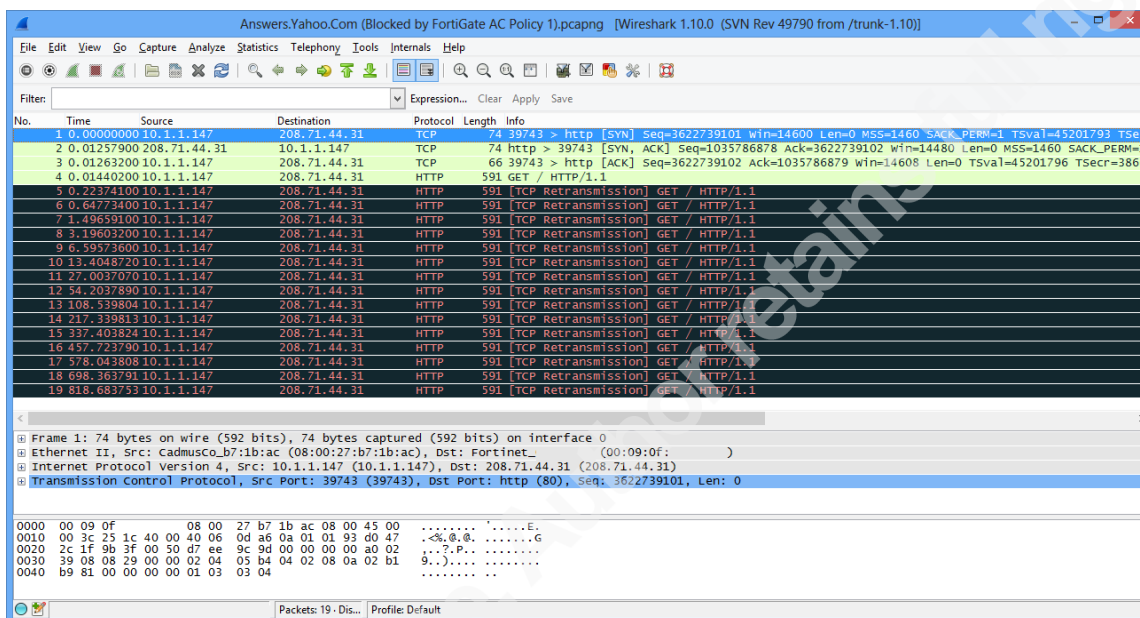 Answers.Yahoo.Com (Blocked by FortiGate AC Policy 1).pcapng [Wireshark 1.10.0 (SVN Rev 49790 from /trunk-1.10)]
File Edit View Go Capture Analyze Statistics Telephony Tools Internals Help
Filter: Expression... Clear Apply Save
No. Time Source Destination Protocol Length Info
1 0.00000000 10.1.1.147 208.71.44.31 TCP 74 39743 > http [SYN] Seq=3622739101 Win=14600 Len=0 MSS=1460 SACK_PERM=1 TSval=45201793 TSe
2 0.01257900 208.71.44.31 10.1.1.147 TCP 74 http > 39743 [SYN, ACK] Seq=1035786878 Ack=3622739102 Win=14480 Len=0 MSS=1460 SACK_PERM=
3 0.01263200 10.1.1.147 208.71.44.31 TCP 66 39743 > http [ACK] Seq=3622739102 Ack=1035786879 Win=14608 Len=0 TSval=45201796 TSecr=386
4 0.01440200 10.1.1.147 208.71.44.31 HTTP 591 GET / HTTP/1.1
5 0.22374100 10.1.1.147 208.71.44.31 HTTP 591 [TCP Retransmission] GET / HTTP/1.1
6 0.64773400 10.1.1.147 208.71.44.31 HTTP 591 [TCP Retransmission] GET / HTTP/1.1
7 1.49659100 10.1.1.147 208.71.44.31 HTTP 591 [TCP Retransmission] GET / HTTP/1.1
8 3.19603200 10.1.1.147 208.71.44.31 HTTP 591 [TCP Retransmission] GET / HTTP/1.1
9 6.59573600 10.1.1.147 208.71.44.31 HTTP 591 [TCP Retransmission] GET / HTTP/1.1
10 13.4048720 10.1.1.147 208.71.44.31 HTTP 591 [TCP Retransmission] GET / HTTP/1.1
11 27.0037070 10.1.1.147 208.71.44.31 HTTP 591 [TCP Retransmission] GET / HTTP/1.1
12 54.2037890 10.1.1.147 208.71.44.31 HTTP 591 [TCP Retransmission] GET / HTTP/1.1
13 108.539804 10.1.1.147 208.71.44.31 HTTP 591 [TCP Retransmission] GET / HTTP/1.1
14 217.339813 10.1.1.147 208.71.44.31 HTTP 591 [TCP Retransmission] GET / HTTP/1.1
15 337.403824 10.1.1.147 208.71.44.31 HTTP 591 [TCP Retransmission] GET / HTTP/1.1
16 457.723790 10.1.1.147 208.71.44.31 HTTP 591 [TCP Retransmission] GET / HTTP/1.1
17 578.043808 10.1.1.147 208.71.44.31 HTTP 591 [TCP Retransmission] GET / HTTP/1.1
18 698.363791 10.1.1.147 208.71.44.31 HTTP 591 [TCP Retransmission] GET / HTTP/1.1
19 818.683753 10.1.1.147 208.71.44.31 HTTP 591 [TCP Retransmission] GET / HTTP/1.1
Frame 1: 74 bytes on wire (592 bits), 74 bytes captured (592 bits) on interface 0
Ethernet II, Src: CadmusCo_b7:1b:ac (08:00:27:b7:1b:ac), Dst: Fortinet_ (00:09:0f: )
Internet Protocol Version 4, Src: 10.1.1.147 (10.1.1.147), Dst: 208.71.44.31 (208.71.44.31)
Transmission Control Protocol, Src Port: 39743 (39743), Dst Port: http (80), Seq: 3622739101, Len: 0
0000 00 09 0f 08 00 27 b7 1b ac 08 00 45 00 ........ '.....E.
0010 00 3c 25 1c 40 00 40 06 0d a6 0a 01 01 93 d0 47 .<%.@.@. .......G
0020 2c 1f 9b 3f 00 50 d7 ee 9c 9d 00 00 00 00 a0 02 ,..?.P.. ........
0030 39 08 08 29 00 00 02 04 05 b4 04 02 08 0a 02 b1 9..).... ........
0040 b9 81 00 00 00 00 01 03 03 04 ........ ..
Packets: 19 · Dis... Profile: Default
Author retains full rig